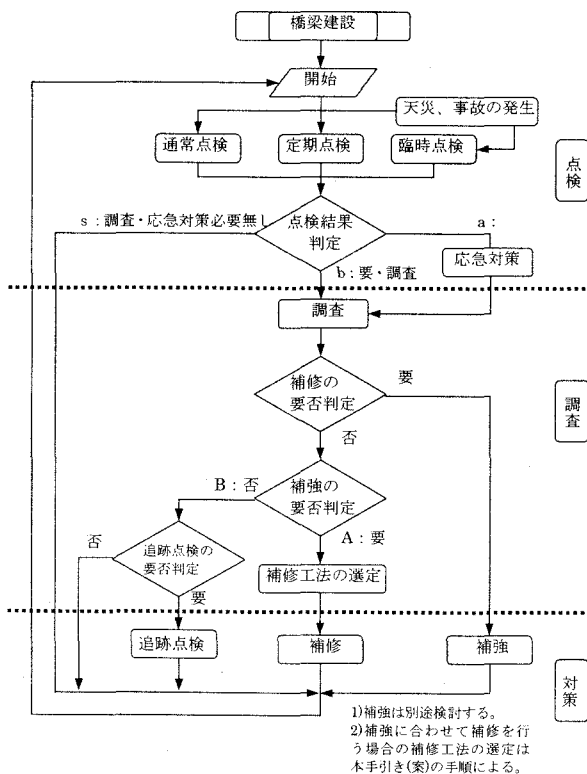 橋梁建設
開始
天災、事故の発生
通常点検
定期点検
臨時点検
点検
s：調査・応急対策必要無し
点検結果
判定
a：
応急対策
b：要・調査
調査
補修の
要否判定
要
調査
否
補強の
要否判定
B：否
A：要
否
追跡点検の
要否判定
要
補修工法の選定
追跡点検
補修
補強
対策
1)補強は別途検討する。
2)補強に合わせて補修を行
う場合の補修工法の選定は
本手引き(案)の手順による。